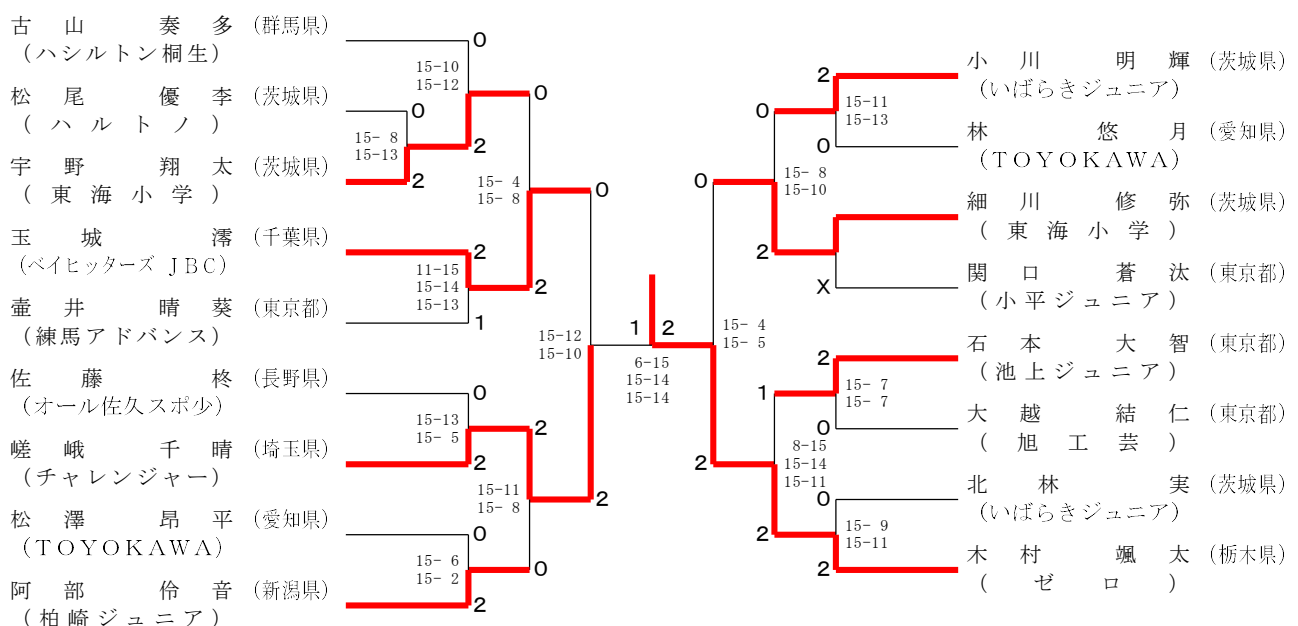 古山 奏多 (群馬県)
(ハシルトン桐生)
松尾 優李 (茨城県)
(ハルトノ)
宇野 翔太 (茨城県)
(東海小学)
玉城 澪 (千葉県)
(ベイヒッターズ JBC)
壷井 晴葵 (東京都)
(練馬アドバンス)
佐藤 柊 (長野県)
(オール佐久スポ少)
嵯峨 千晴 (埼玉県)
(チャレンジャー)
松澤 昂平 (愛知県)
(TOYOKAWA)
阿部 伶音 (新潟県)
(柏崎ジュニア)
0
15-10
15-12
0
0
15- 8
15-13
2
2
15- 4
15- 8
0
2
11-15
15-14
15-13
2
1
15-12
15-10
0
15-13
15- 5
2
2
15-11
15- 8
2
0
15- 6
15- 2
0
2
1 2
6-15
15-14
15-14
小川 明輝 (茨城県)
(いばらきジュニア)
林 悠月 (愛知県)
(TOYOKAWA)
細川 修弥 (茨城県)
(東海小学)
関口 蒼汰 (東京都)
(小平ジュニア)
石本 大智 (東京都)
(池上ジュニア)
大越 結仁 (東京都)
(旭工芸)
北林 実 (茨城県)
(いばらきジュニア)
木村 颯太 (栃木県)
(ゼロ)
2
0
15-11
15-13
0
0
15- 8
15-10
2
X
15- 4
15- 5
2
1
15- 7
15- 7
0
8-15
15-14
15-11
2
0
2
15- 9
15-11
2